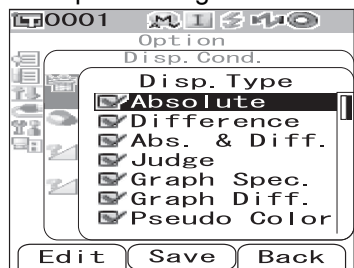 0001 M I
Option
Disp. Cond.
Disp. Type
Absolute
Difference
Abs. & Diff.
Judge
Graph Spec.
Graph Diff.
Pseudo Color
Edit Save Back